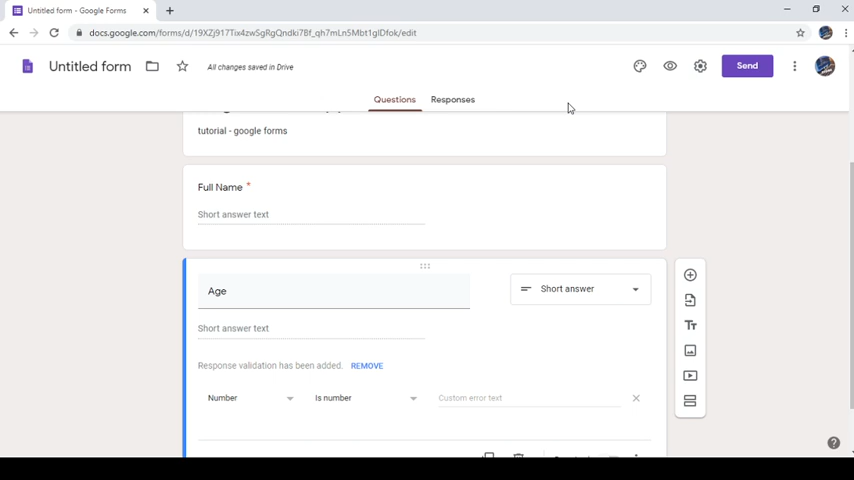 Untitled form - Google Forms
docs.google.com/forms/d/19XZj917Tix4zwSgRgQndki7Bf_qh7mLn5Mbt1glDfok/edit
Untitled form
All changes saved in Drive
Send
Questions
Responses
tutorial - google forms
Full Name *
Short answer text
Age
Short answer
Short answer text
Response validation has been added. REMOVE
Number
Is number
Custom error text